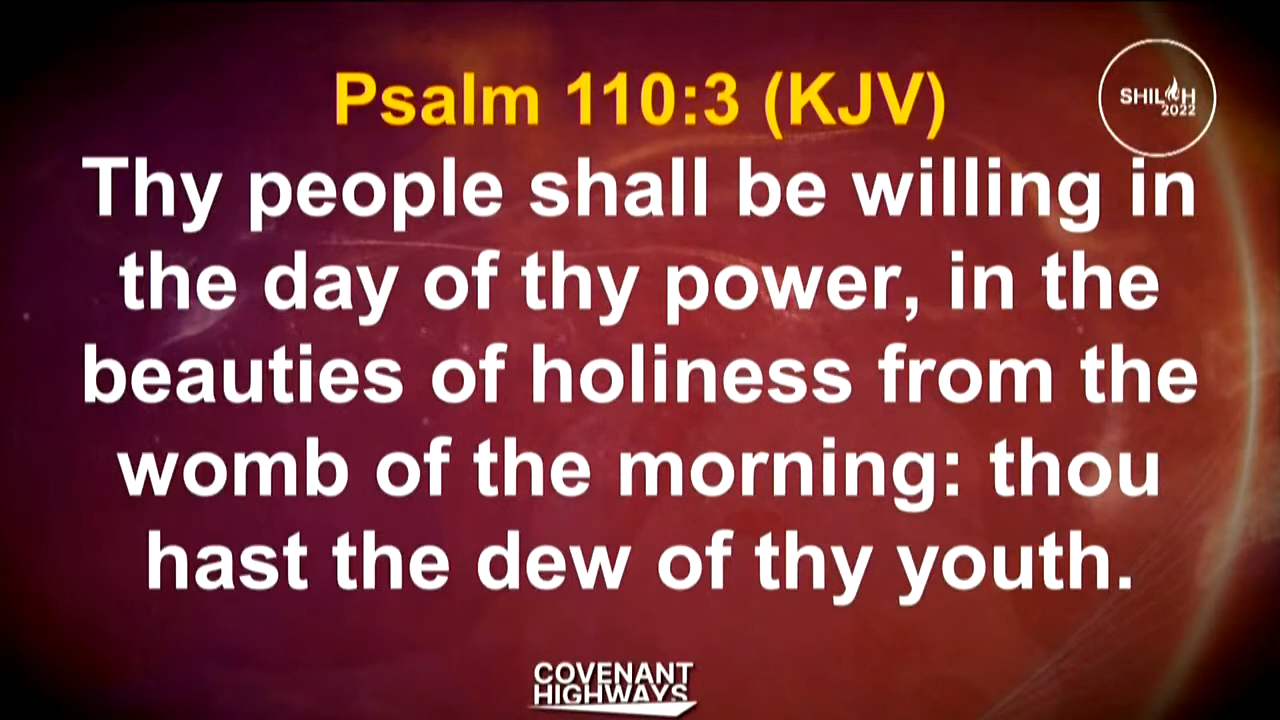 Psalm 110:3 (KJV)
SHILOH
2022
Thy people shall be willing in
the day of thy power, in the
beauties of holiness from the
womb of the morning: thou
hast the dew of thy youth.
COVENANT
HIGHWAYS